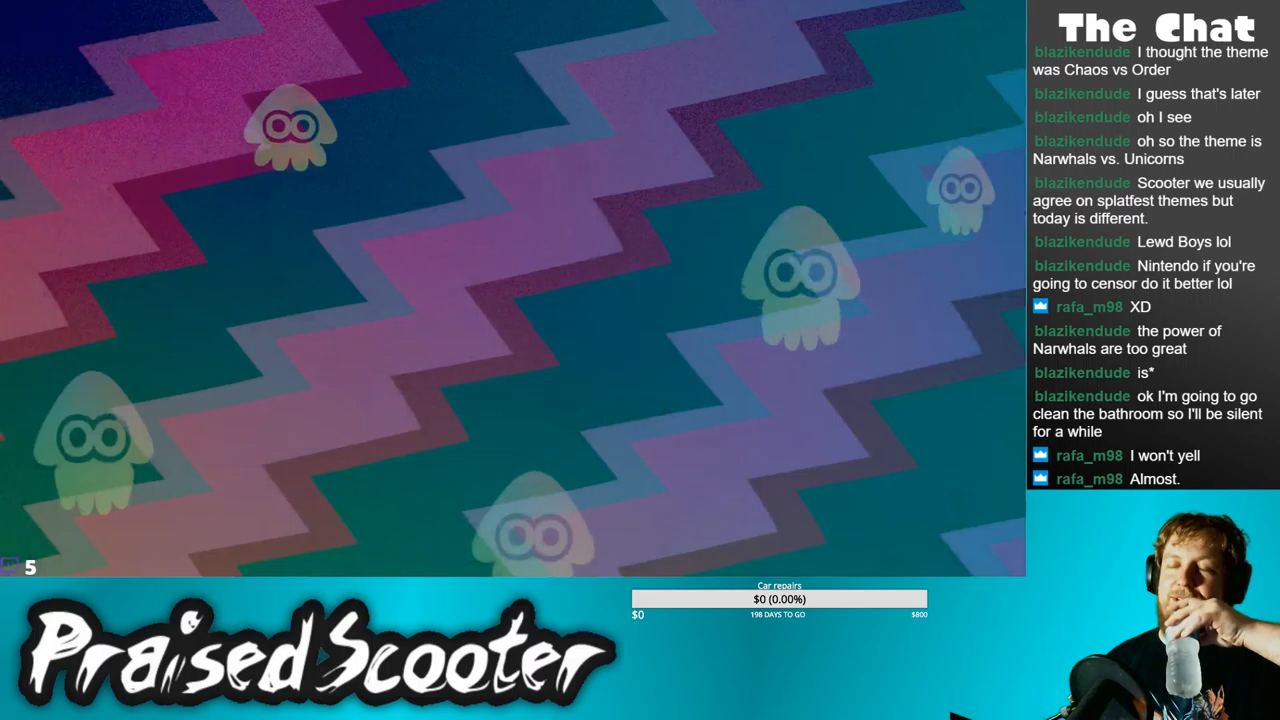 The Chat
blazikendude I thought the theme
was Chaos vs Order
blazikendude I guess that's later
blazikendude oh I see
blazikendude oh so the theme is
Narwhals vs. Unicorns
blazikendude Scooter we usually
agree on splatfest themes but
today is different.
blazikendude Lewd Boys lol
blazikendude Nintendo if you're
going to censor do it better lol
rafa_m98 XD
blazikendude the power of
Narwhals are too great
blazikendude is*
blazikendude ok I'm going to go
clean the bathroom so I'll be silent
for a while
rafa_m98 I won't yell
rafa_m98 Almost.
5
Car repairs
$0 (0.00%)
$0 198 DAYS TO GO $800
PraisedScooter